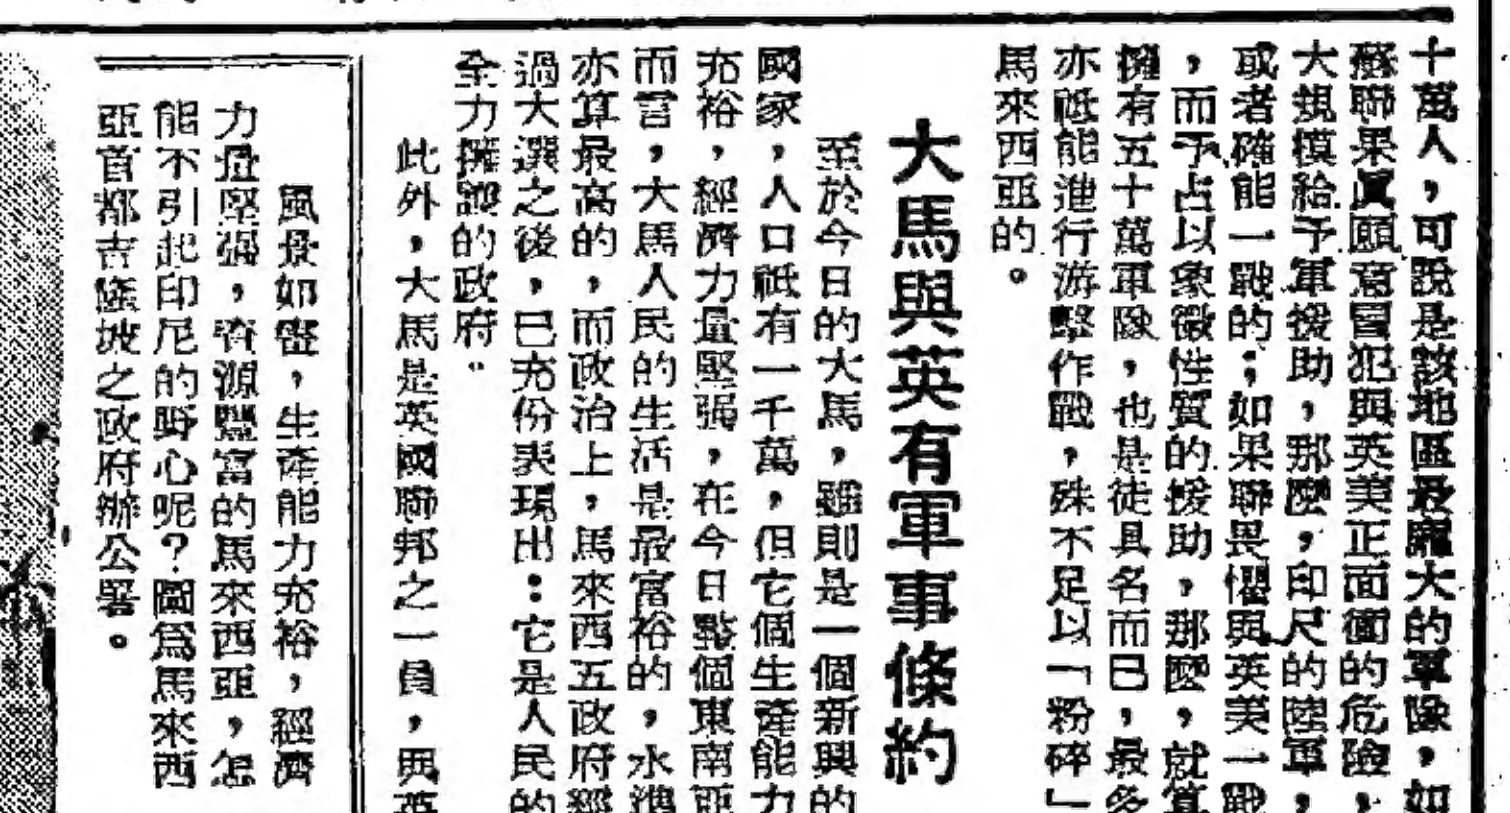 十萬人，可說是該地區最龐大的軍隊，如
蘇聯果眞願意冒犯與英美正面衝的危險，
大規模給予軍援助，那麼，印尼的陸軍，
或者確能一戰的；如果聯畏懼與英美一戰
，而予占以象徵性質的援助，那麼，就算
擁有五十萬軍隊，也是徒具名而已，最多
亦祗能進行游擊作戰，殊不足以「粉碎」
馬來西亞的。
大馬與英有軍事條約
至於今日的大馬，雖則是一個新興的
國家，人口祗有一千萬，但它個生產能力
充裕，經濟力量堅强，在今日整個東南亞
而言，大馬人民的生活是最富裕的，水準
亦算最高的，而政治上，馬來西五政府經
過大選之後，已充份表現出：它是人民的
全力擁護的政府。
此外，大馬是英國聯邦之一員，與英
風景如密，生產能力充裕，經濟
力量堅强，資源豐富的馬來西亞，怎
能不引起印尼的野心呢？圖爲馬來西
亞首都吉隆坡之政府辦公署。